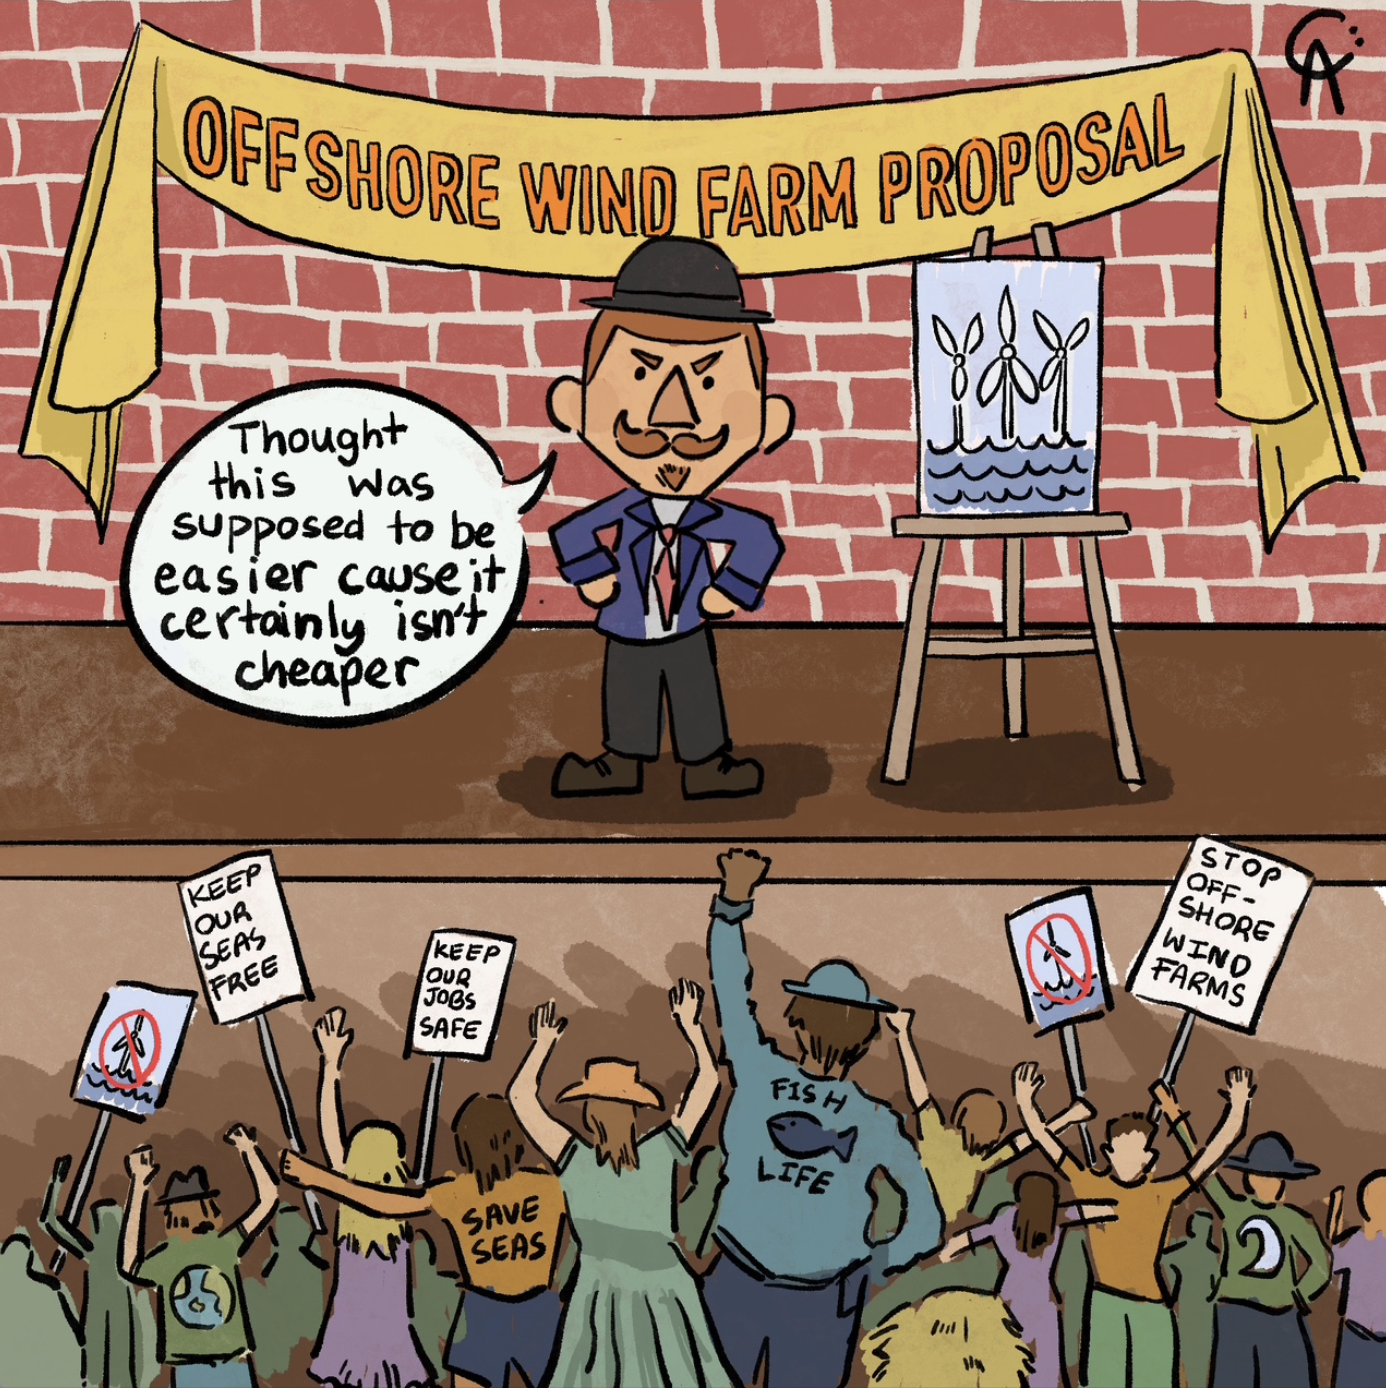 OFFSHORE WIND FARM PROPOSAL
Thought
this was
supposed to be
easier cause it
certainly isn't
cheaper
KEEP
OUR
SEAS
FREE
KEEP
OUR
JOBS
SAFE
STOP
OFF-
SHORE
WIND
FARMS
FISH
LIFE
SAVE
SEAS